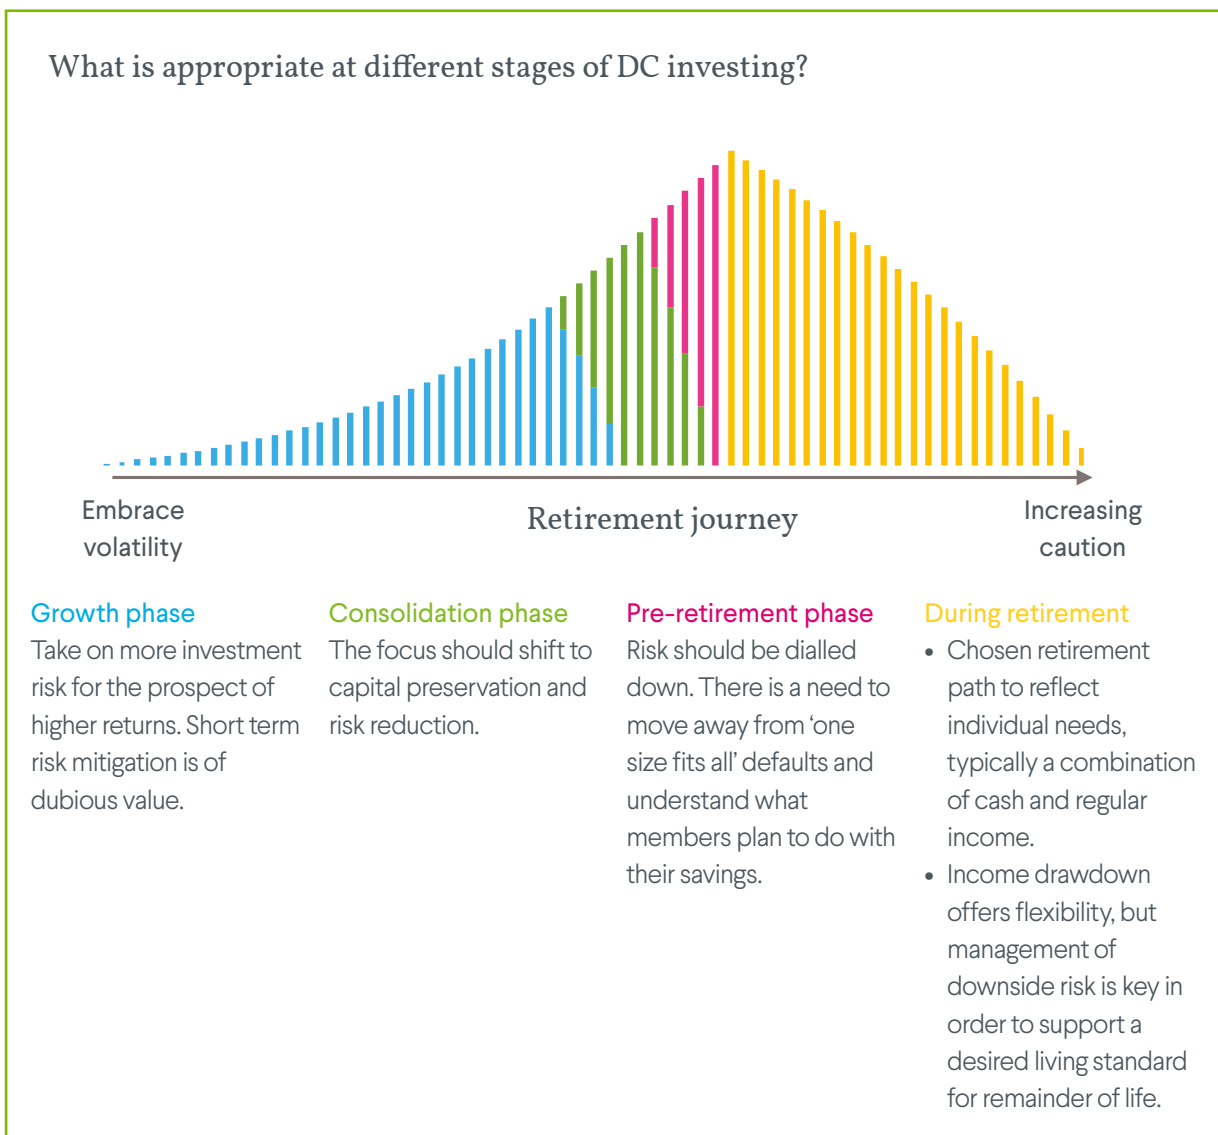 What is appropriate at different stages of DC investing?
Embrace
volatility
Retirement journey
Increasing
caution
Growth phase
Take on more investment
risk for the prospect of
higher returns. Short term
risk mitigation is of
dubious value.
Consolidation phase
The focus should shift to
capital preservation and
risk reduction.
Pre-retirement phase
Risk should be dialled
down. There is a need to
move away from ‘one
size fits all’ defaults and
understand what
members plan to do with
their savings.
During retirement
• Chosen retirement
path to reflect
individual needs,
typically a combination
of cash and regular
income.
• Income drawdown
offers flexibility, but
management of
downside risk is key in
order to support a
desired living standard
for remainder of life.